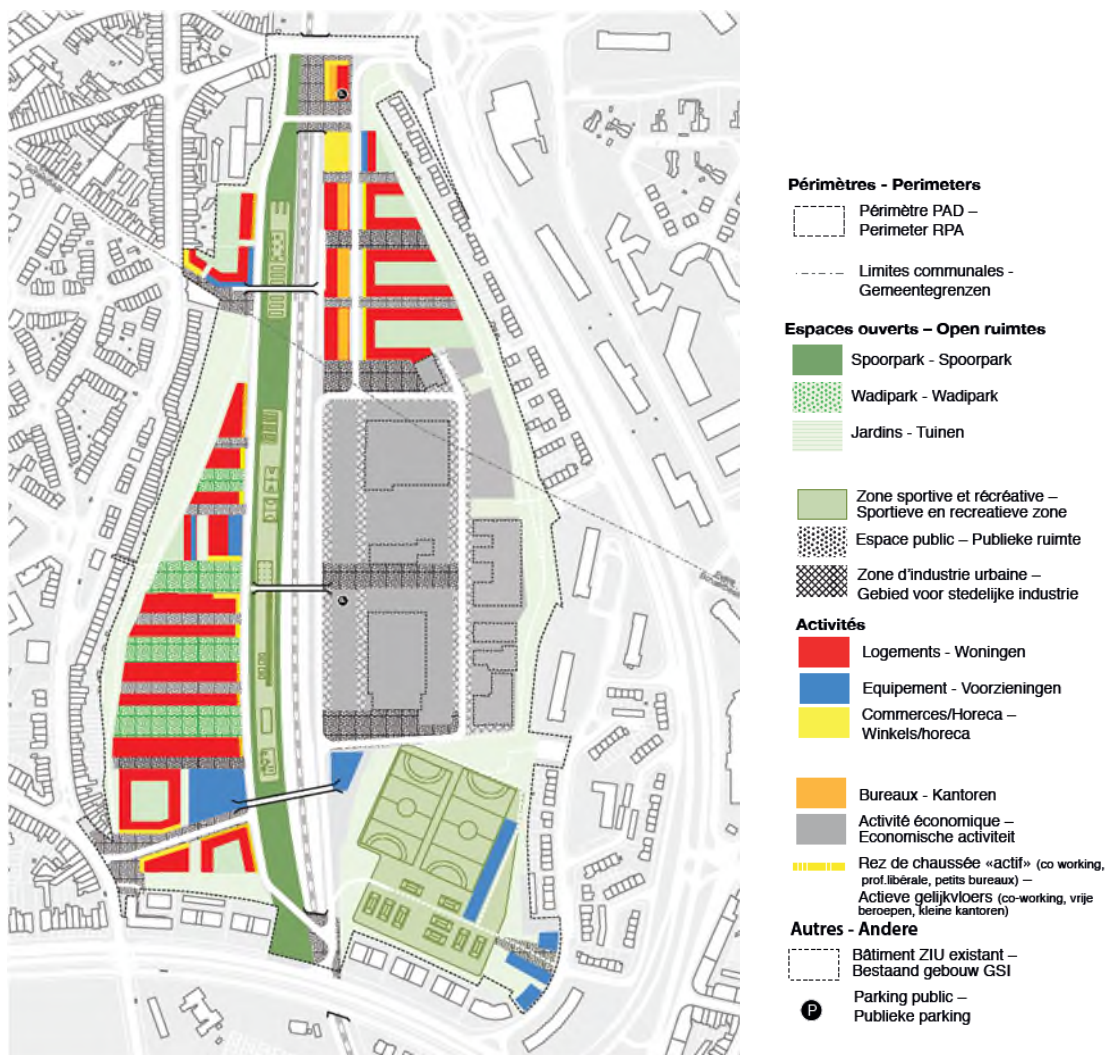 Périmètres - Perimeters
Périmètre PAD –
Perimeter RPA
Limites communales -
Gemeentegrenzen
Espaces ouverts – Open ruimtes
Spoorpark - Spoorpark
Wadipark - Wadipark
Jardins - Tuinen
Zone sportive et récréative –
Sportieve en recreatieve zone
Espace public – Publieke ruimte
Zone d'industrie urbaine –
Gebied voor stedelijke industrie
Activités
Logements - Woningen
Equipement - Voorzieningen
Commerces/Horeca –
Winkels/horeca
Bureaux - Kantoren
Activité économique –
Economische activiteit
Rez de chaussée «actif» (co working,
prof.libérale, petits bureaux) –
Actieve gelijkvloers (co-working, vrije
beroepen, kleine kantoren)
Autres - Andere
Bâtiment ZIU existant –
Bestaand gebouw GSI
P
Parking public –
Publieke parking